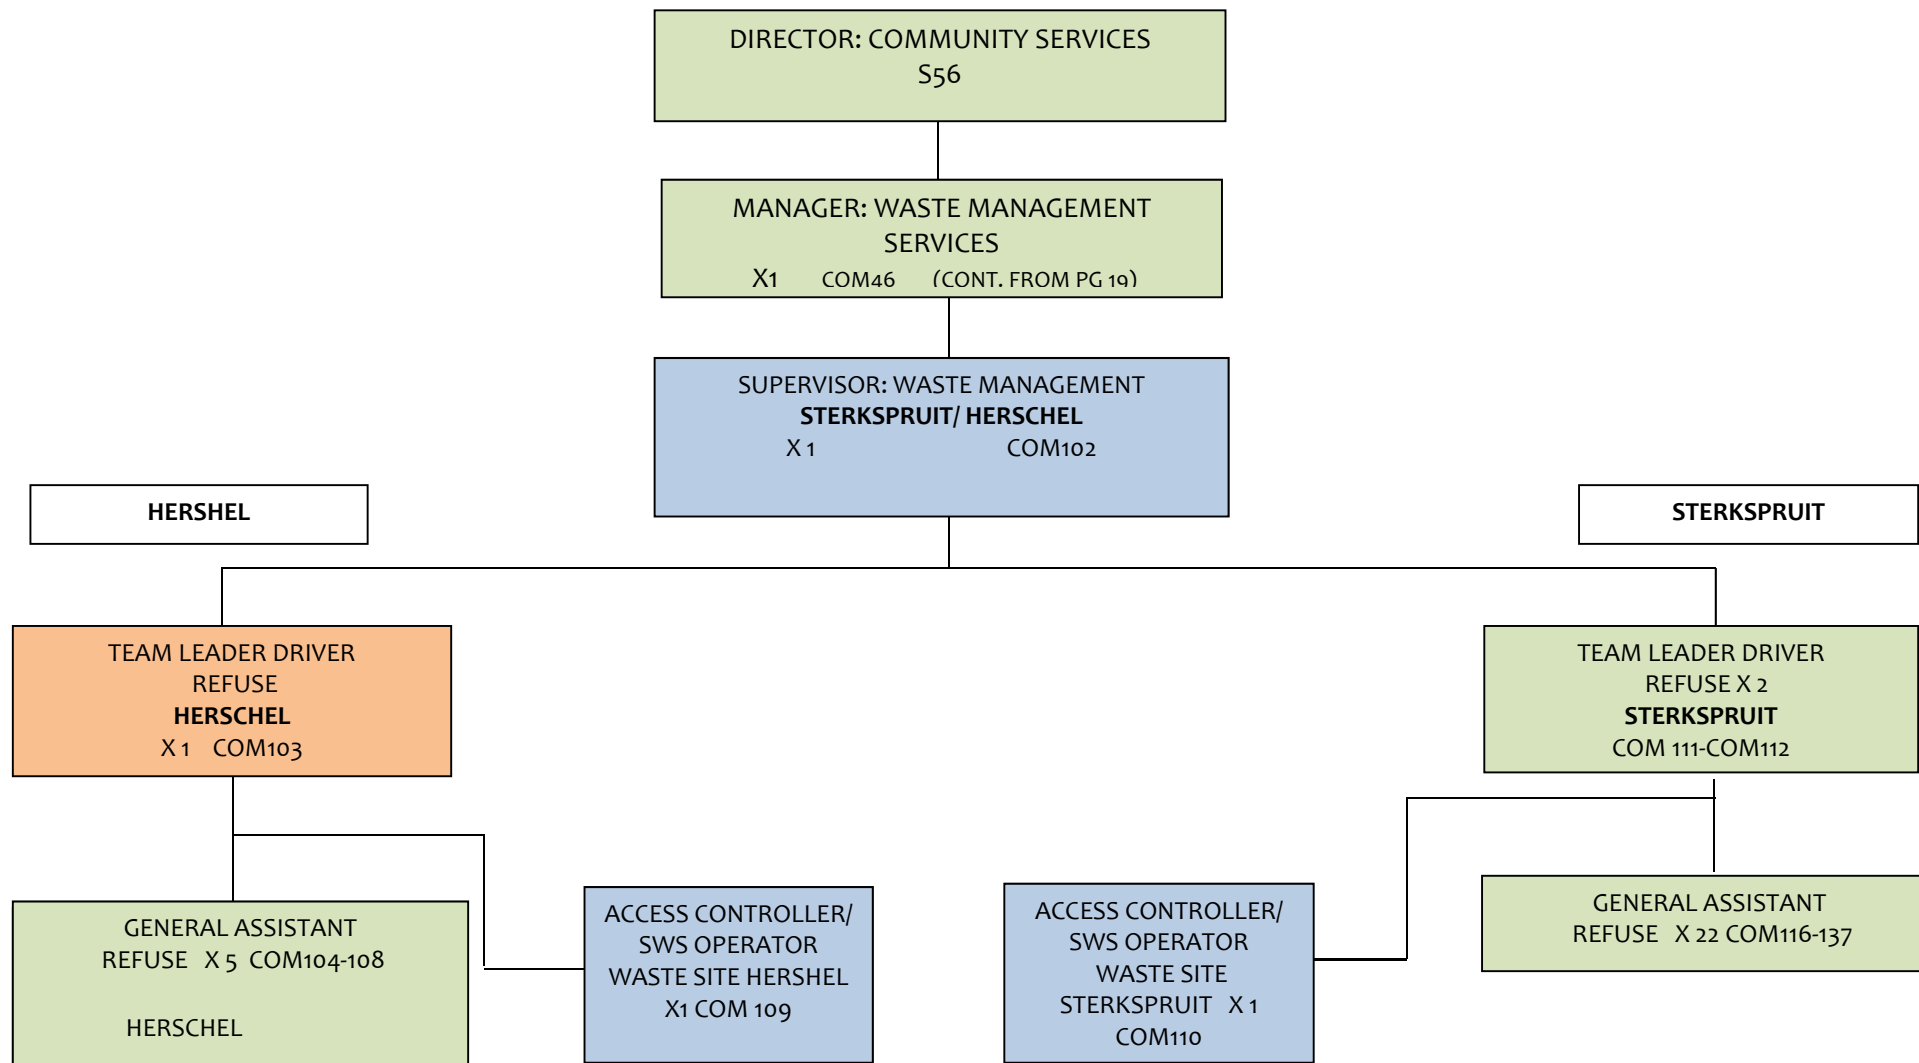 DIRECTOR: COMMUNITY SERVICES
S56
MANAGER: WASTE MANAGEMENT
SERVICES
X1 COM46 (CONT. FROM PG 19)
SUPERVISOR: WASTE MANAGEMENT
STERKSPRUIT/ HERSCHEL
X 1 COM102
HERSHEL
STERKSPRUIT
TEAM LEADER DRIVER
REFUSE
HERSCHEL
X 1 COM103
TEAM LEADER DRIVER
REFUSE X 2
STERKSPRUIT
COM 111-COM112
GENERAL ASSISTANT
REFUSE X 5 COM104-108
HERSCHEL
ACCESS CONTROLLER/
SWS OPERATOR
WASTE SITE HERSHEL
X1 COM 109
ACCESS CONTROLLER/
SWS OPERATOR
WASTE SITE
STERKSPRUIT X 1
COM110
GENERAL ASSISTANT
REFUSE X 22 COM116-137